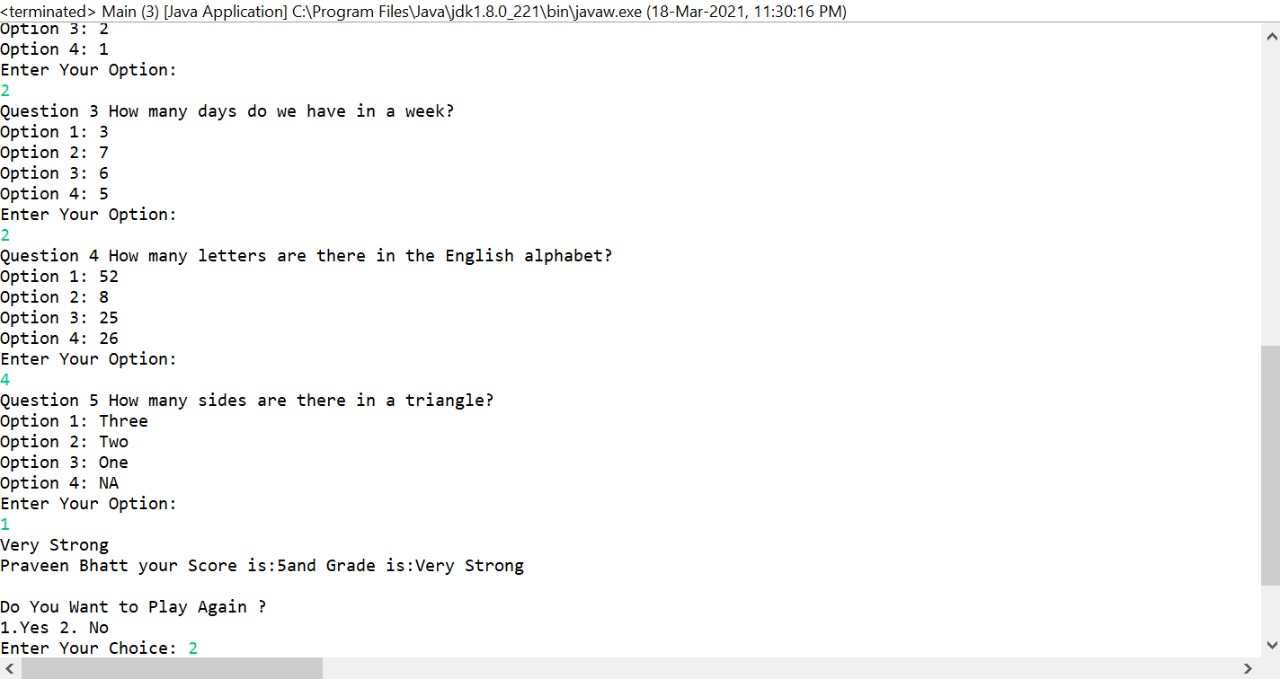 <terminated> Main (3) [Java Application] C:\Program Files\Java\jdk1.8.0_221\bin\javaw.exe (18-Mar-2021, 11:30:16 PM)
Option 3: 2
Option 4: 1
Enter Your Option:
2
Question 3 How many days do we have in a week?
Option 1: 3
Option 2: 7
Option 3: 6
Option 4: 5
Enter Your Option:
2
Question 4 How many letters are there in the English alphabet?
Option 1: 52
Option 2: 8
Option 3: 25
Option 4: 26
Enter Your Option:
4
Question 5 How many sides are there in a triangle?
Option 1: Three
Option 2: Two
Option 3: One
Option 4: NA
Enter Your Option:
1
Very Strong
Praveen Bhatt your Score is:5and Grade is:Very Strong
Do You Want to Play Again ?
1.Yes 2. No
Enter Your Choice: 2